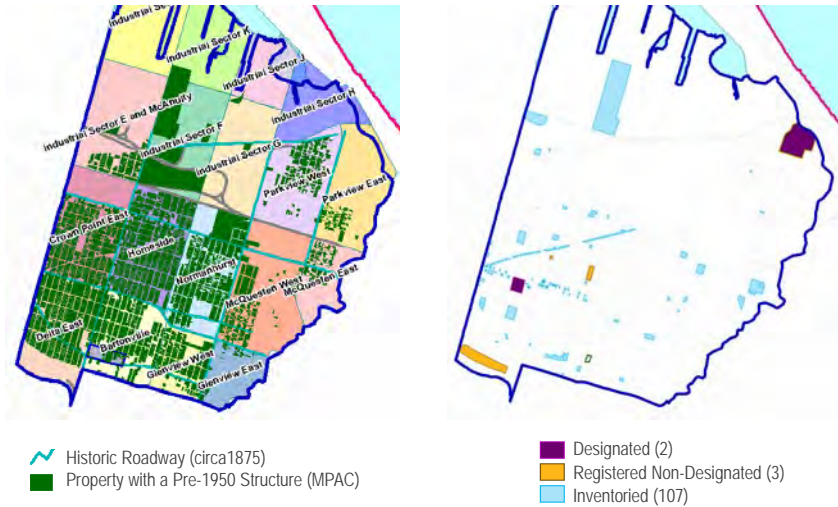 Industrial Se
Industrial Sector K
Industrial Sector J
Industrial Sector H
Industrial Sector E and McAnulty
Industrial Sector F
Industrial Sector G
Parkview West
Parkview East
Crown Point East
Homeside
Normanhurst
McQuesten West
McQuesten East
Delta East
Bartonville
Glenview West
Glenview East
Historic Roadway (circa1875)
Property with a Pre-1950 Structure (MPAC)
Designated (2)
Registered Non-Designated (3)
Inventoried (107)